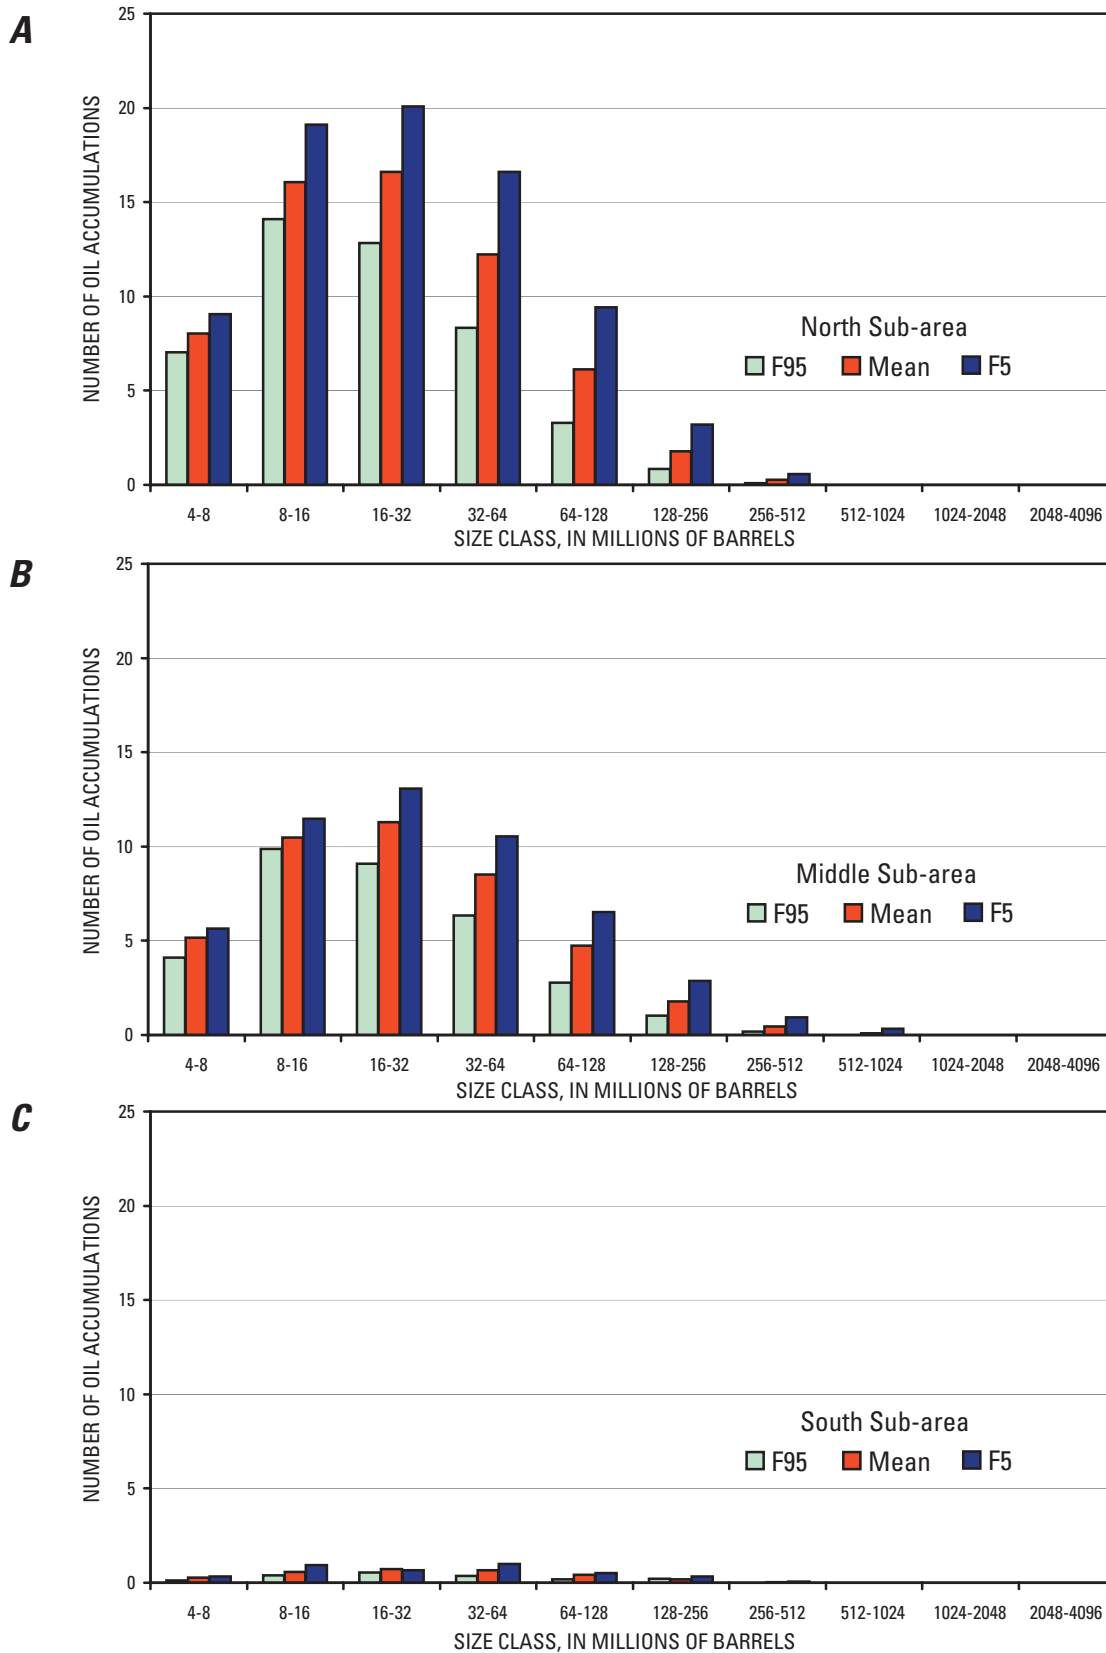 A
25
20
15
10
5
0
NUMBER OF OIL ACCUMULATIONS
North Sub-area
F95 Mean F5
4-8 8-16 16-32 32-64 64-128 128-256 256-512 512-1024 1024-2048 2048-4096
SIZE CLASS, IN MILLIONS OF BARRELS
B
25
20
15
10
5
0
NUMBER OF OIL ACCUMULATIONS
Middle Sub-area
F95 Mean F5
4-8 8-16 16-32 32-64 64-128 128-256 256-512 512-1024 1024-2048 2048-4096
SIZE CLASS, IN MILLIONS OF BARRELS
C
25
20
15
10
5
0
NUMBER OF OIL ACCUMULATIONS
South Sub-area
F95 Mean F5
4-8 8-16 16-32 32-64 64-128 128-256 256-512 512-1024 1024-2048 2048-4096
SIZE CLASS, IN MILLIONS OF BARRELS